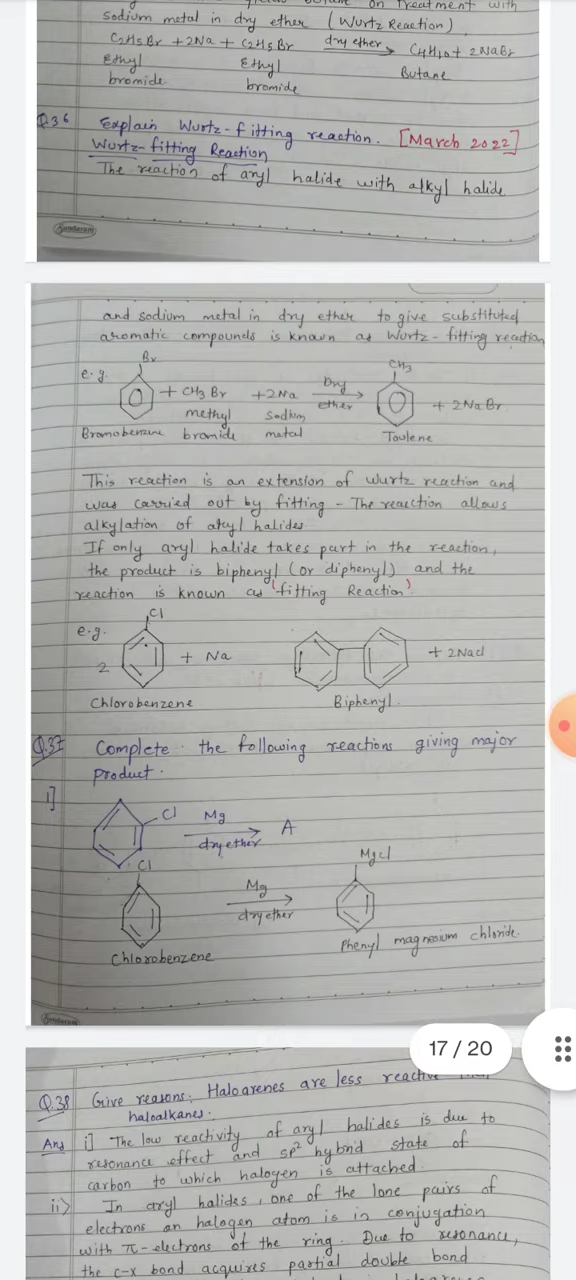 on treatment with
sodium metal in dry ether (Wurtz Reaction)
C2H5Br + 2Na + C2H5Br dry ether → C4H10 + 2NaBr
Ethyl bromide Ethyl bromide Butane
Q.36 Explain Wurtz-fitting reaction. [March 2022]
Wurtz-fitting Reaction
The reaction of aryl halide with alkyl halide
Sundaram
and sodium metal in dry ether to give substituted
aromatic compounds is known as Wurtz-fitting reaction
Br CH3
e.g. + CH3 Br +2Na Dry ether → + 2NaBr
methyl sodium
Bromobenzene bromide metal Toulene
This reaction is an extension of wurtz reaction and
was carried out by fitting - The reaction allows
alkylation of aryl halides
If only aryl halide takes part in the reaction,
the product is biphenyl (or diphenyl) and the
reaction is known as 'fitting Reaction'
Cl
e.g.
2 + Na + 2Nacl
Chlorobenzene Biphenyl.
Q.37 Complete the following reactions giving major
product.
1]
Cl Mg dry ether → A
Cl Mg dry ether → Mgcl
Chlorobenzene Phenyl magnesium chloride.
Sundaram
17 / 20
Q.38 Give reasons: Haloarenes are less reactive
haloalkanes.
Ans i] The low reactivity of aryl halides is due to
resonance effect and sp² hybrid state of
carbon to which halogen is attached.
ii> In aryl halides, one of the lone pairs of
electrons on halogen atom is in conjugation
with π-electrons of the ring. Due to resonance,
the c-x bond acquires partial double bond